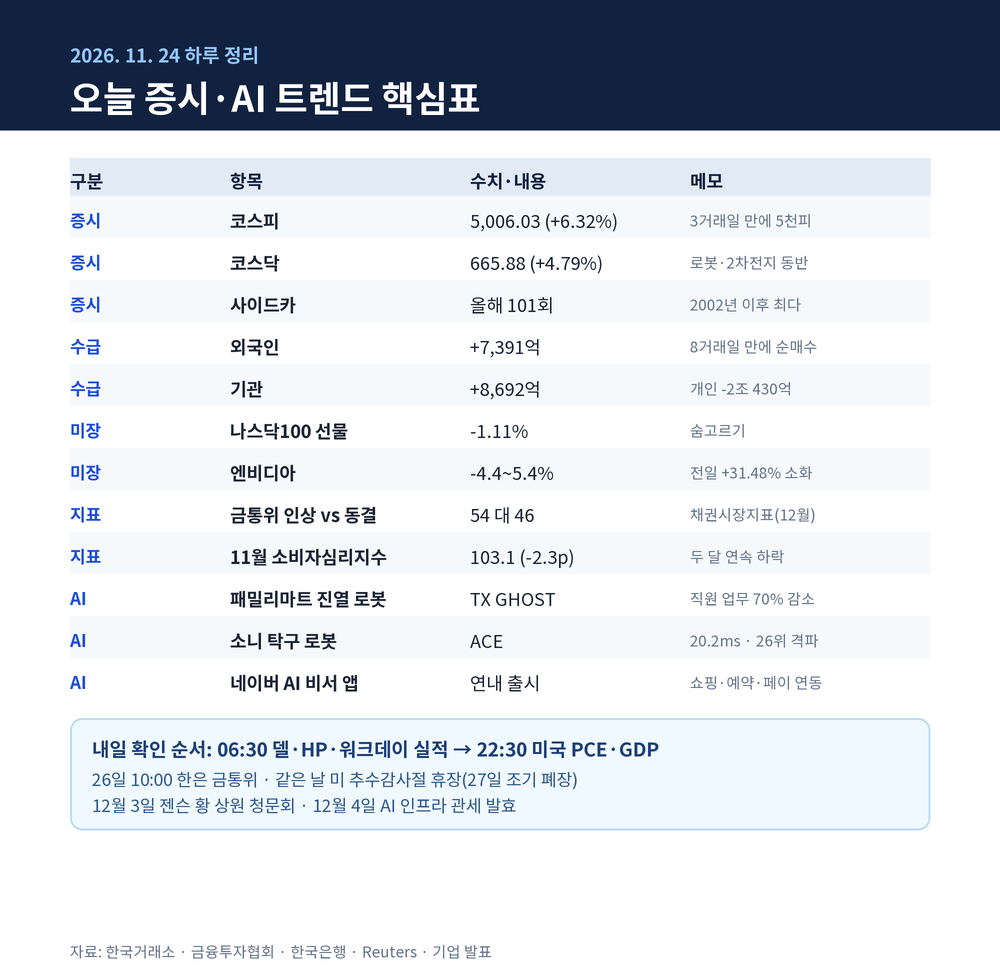 2026. 11. 24 하루 정리
오늘 증시·AI 트렌드 핵심표
구분 항목 수치·내용 메모
증시 코스피 5,006.03 (+6.32%) 3거래일 만에 5천피
증시 코스닥 665.88 (+4.79%) 로봇·2차전지 동반
증시 사이드카 올해 101회 2002년 이후 최다
수급 외국인 +7,391억 8거래일 만에 순매수
수급 기관 +8,692억 개인 -2조 430억
미장 나스닥100 선물 -1.11% 숨고르기
미장 엔비디아 -4.4~5.4% 전일 +31.48% 소화
지표 금통위 인상 vs 동결 54 대 46 채권시장지표(12월)
지표 11월 소비자심리지수 103.1 (-2.3p) 두 달 연속 하락
AI 패밀리마트 진열 로봇 TX GHOST 직원 업무 70% 감소
AI 소니 탁구 로봇 ACE 20.2ms · 26위 격파
AI 네이버 AI 비서 앱 연내 출시 쇼핑·예약·페이 연동
내일 확인 순서: 06:30 델·HP·워크데이 실적 → 22:30 미국 PCE·GDP
26일 10:00 한은 금통위 · 같은 날 미 추수감사절 휴장(27일 조기 폐장)
12월 3일 젠슨 황 상원 청문회 · 12월 4일 AI 인프라 관세 발효
자료: 한국거래소 · 금융투자협회 · 한국은행 · Reuters · 기업 발표